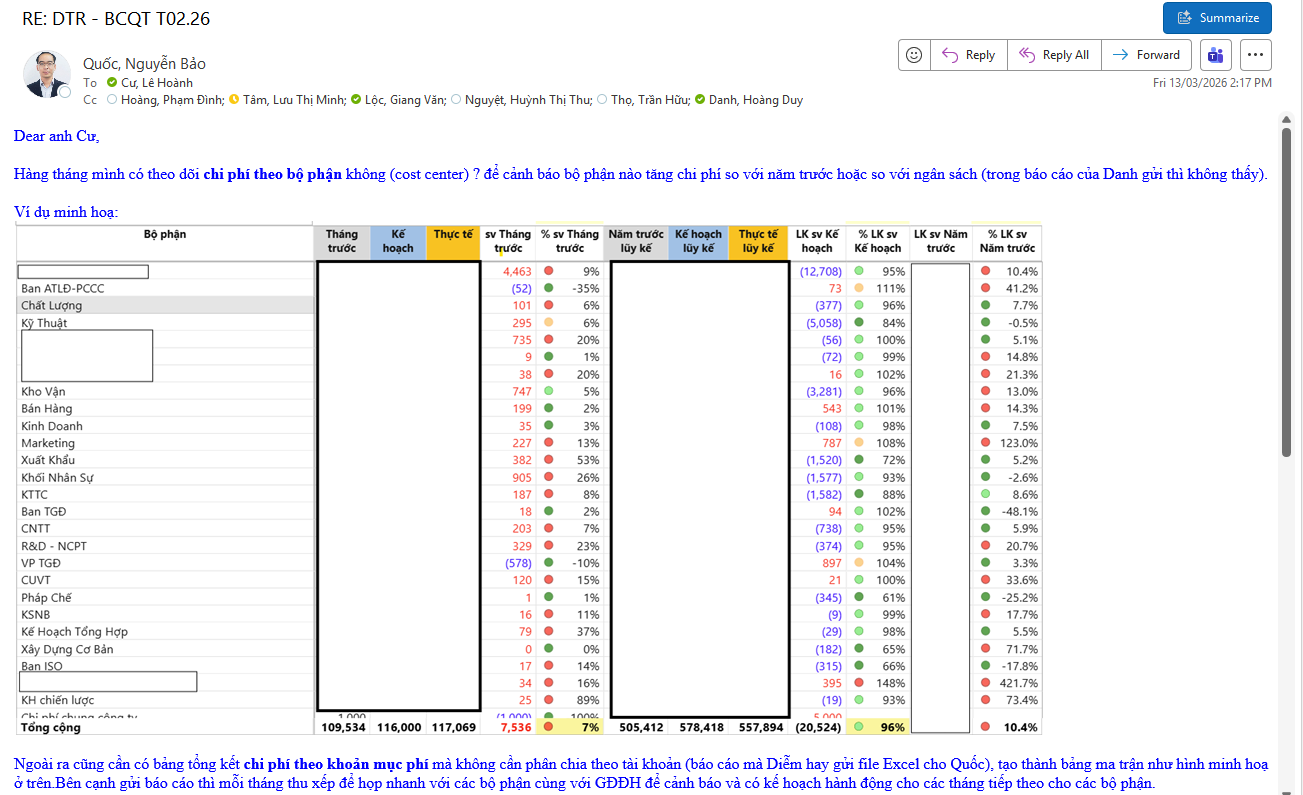 RE: DTR - BCQT T02.26
Summarize
Quốc, Nguyễn Bảo
Reply
Reply All
Forward
To Cư, Lê Hoành
Fri 13/03/2026 2:17 PM
Cc Hoàng, Phạm Đình; Tâm, Lưu Thị Minh; Lộc, Giang Văn; Nguyệt, Huỳnh Thị Thu; Thọ, Trần Hữu; Danh, Hoàng Duy
Dear anh Cư,
Hàng tháng mình có theo dõi chi phí theo bộ phận không (cost center) ? để cảnh báo bộ phận nào tăng chi phí so với năm trước hoặc so với ngân sách (trong báo cáo của Danh gửi thì không thấy).
Ví dụ minh hoạ:
Bộ phận Tháng trước Kế hoạch Thực tế sv Tháng trước % sv Tháng trước Năm trước lũy kế Kế hoạch lũy kế Thực tế lũy kế LK sv Kế hoạch % LK sv Kế hoạch LK sv Năm trước % LK sv Năm trước
4,463 9% (12,708) 95% 10.4%
Ban ATLĐ-PCCC (52) -35% 73 111% 41.2%
Chất Lượng 101 6% (377) 96% 7.7%
Kỹ Thuật 295 6% (5,058) 84% -0.5%
735 20% (56) 100% 5.1%
9 1% (72) 99% 14.8%
38 20% 16 102% 21.3%
Kho Vận 747 5% (3,281) 96% 13.0%
Bán Hàng 199 2% 543 101% 14.3%
Kinh Doanh 35 3% (108) 98% 7.5%
Marketing 227 13% 787 108% 123.0%
Xuất Khẩu 382 53% (1,520) 72% 5.2%
Khối Nhân Sự 905 26% (1,577) 93% -2.6%
KTTC 187 8% (1,582) 88% 8.6%
Ban TGĐ 18 2% 94 102% -48.1%
CNTT 203 7% (738) 95% 5.9%
R&D - NCPT 329 23% (374) 95% 20.7%
VP TGĐ (578) -10% 897 104% 3.3%
CUVT 120 15% 21 100% 33.6%
Pháp Chế 1 1% (345) 61% -25.2%
KSNB 16 11% (9) 99% 17.7%
Kế Hoạch Tổng Hợp 79 37% (29) 98% 5.5%
Xây Dựng Cơ Bản 0 0% (182) 65% 71.7%
Ban ISO 17 14% (315) 66% -17.8%
34 16% 395 148% 421.7%
KH chiến lược 25 89% (19) 93% 73.4%
Chi phí chung công ty 1,000 (1,000) 100% 5,000
Tổng cộng 109,534 116,000 117,069 7,536 7% 505,412 578,418 557,894 (20,524) 96% 10.4%
Ngoài ra cũng cần có bảng tổng kết chi phí theo khoản mục phí mà không cần phân chia theo tài khoản (báo cáo mà Diễm hay gửi file Excel cho Quốc), tạo thành bảng ma trận như hình minh hoạ
ở trên.Bên cạnh gửi báo cáo thì mỗi tháng thu xếp để họp nhanh với các bộ phận cùng với GĐĐH để cảnh báo và có kế hoạch hành động cho các tháng tiếp theo cho các bộ phận.